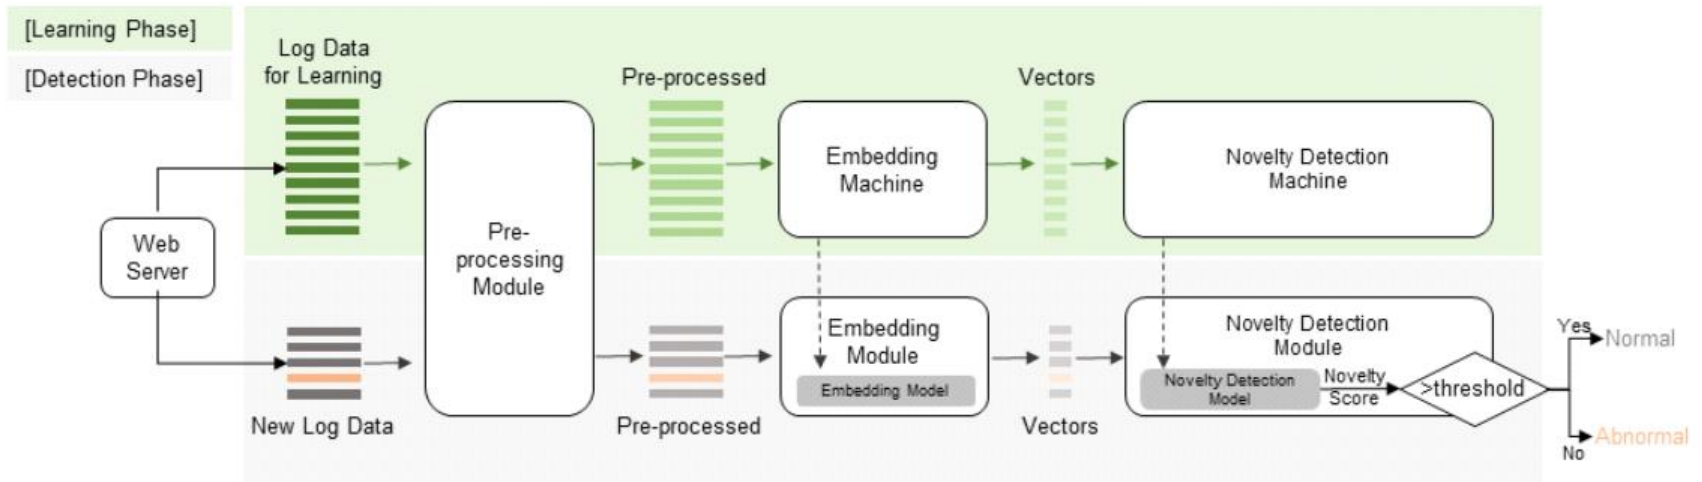 [Learning Phase]
[Detection Phase]
Log Data
for Learning
Pre-processed
Vectors
Embedding
Machine
Novelty Detection
Machine
Web
Server
Pre-
processing
Module
Embedding
Module
Embedding Model
Novelty Detection
Module
Novelty Detection
Model
Novelty
Score
>threshold
Yes
Normal
No
Abnormal
New Log Data
Pre-processed
Vectors